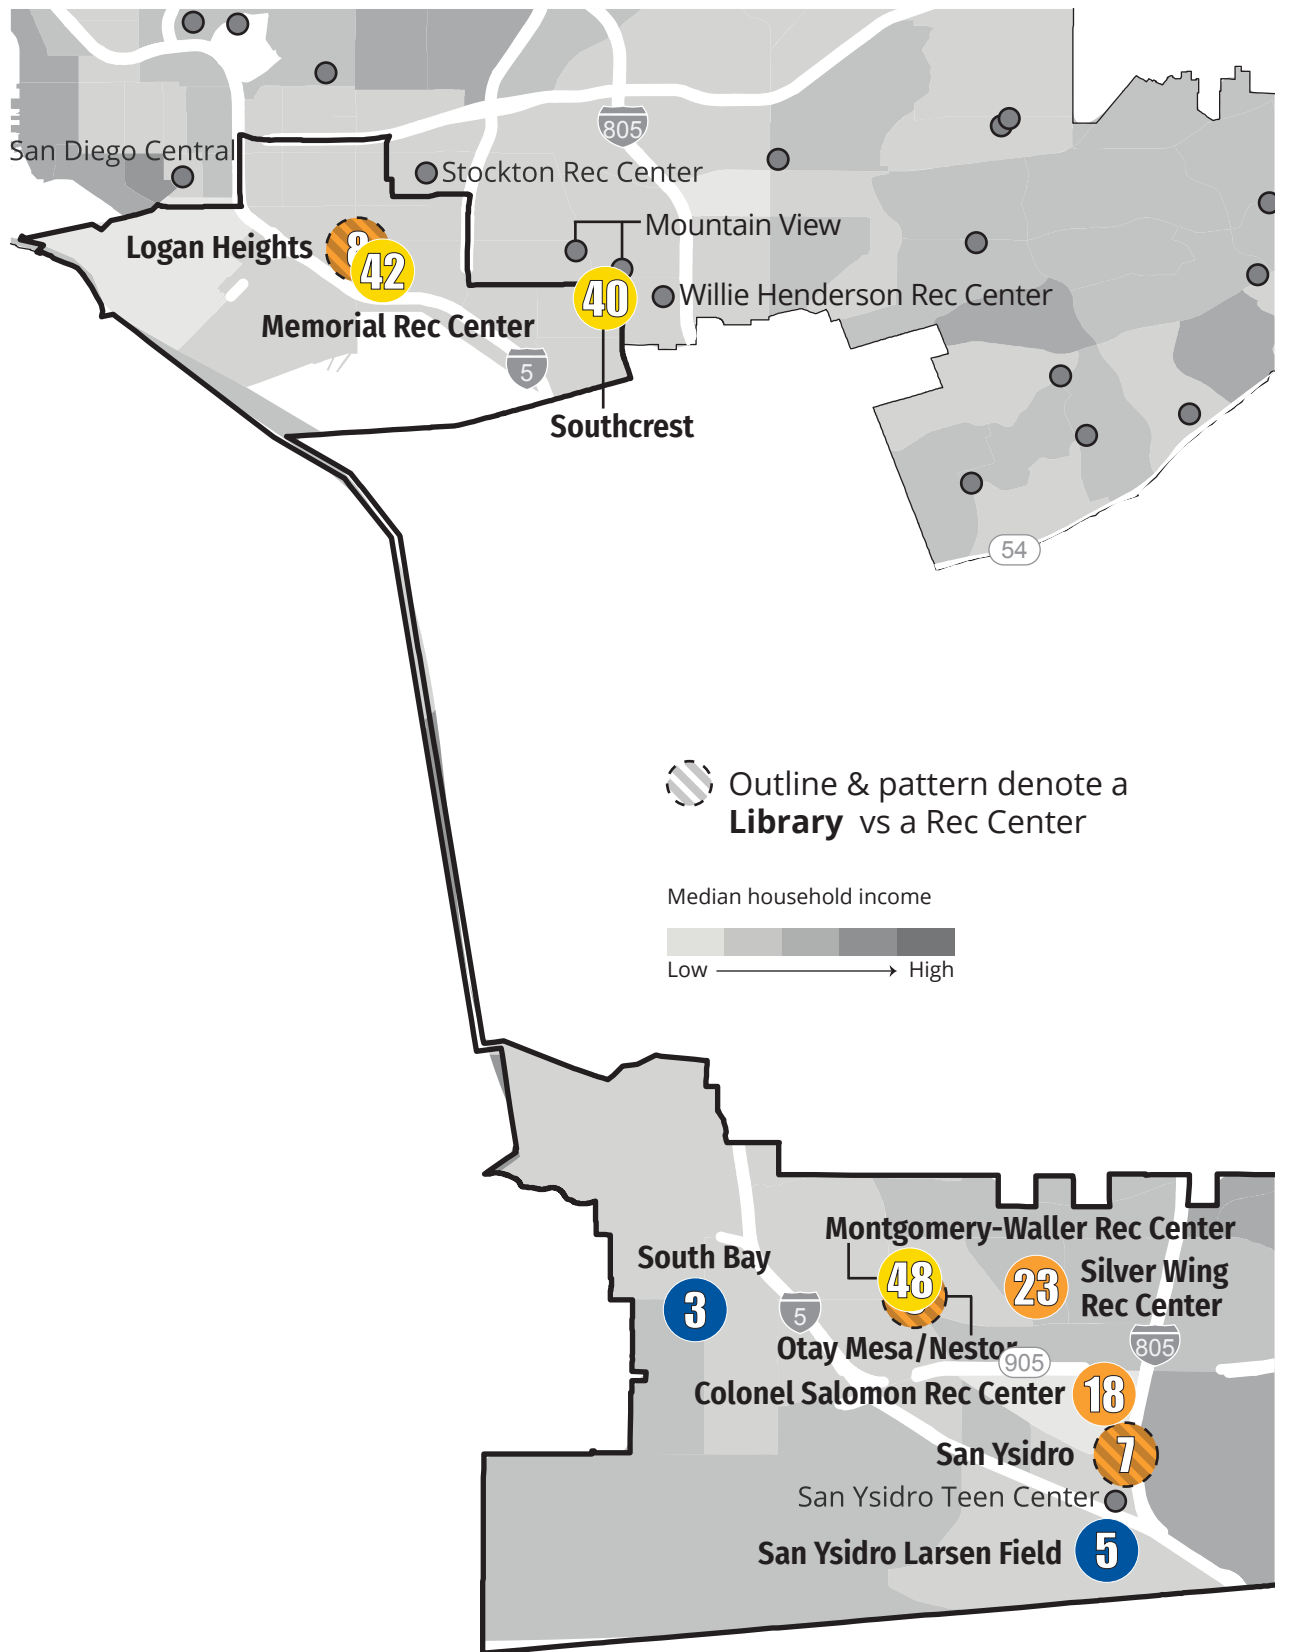 805
San Diego Central
Stockton Rec Center
Mountain View
Logan Heights
8
42
40
Willie Henderson Rec Center
Memorial Rec Center
5
Southcrest
54
Outline & pattern denote a
Library vs a Rec Center
Median household income
Low
High
Montgomery-Waller Rec Center
South Bay
48
23
Silver Wing
Rec Center
3
5
Otay Mesa/Nestor
805
905
Colonel Salomon Rec Center
18
San Ysidro
7
San Ysidro Teen Center
San Ysidro Larsen Field
5